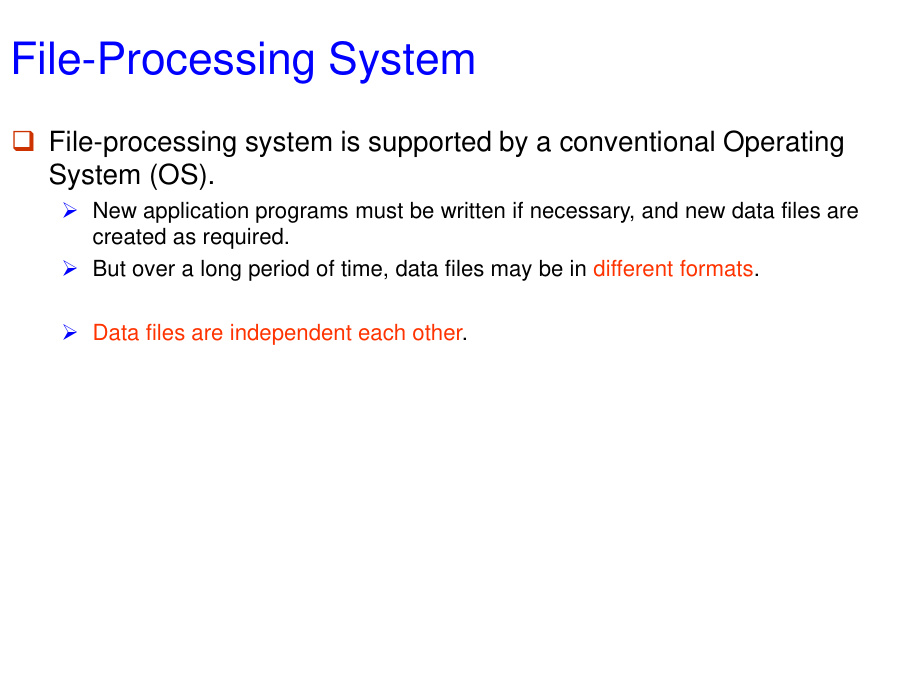 File-Processing System
File-processing system is supported by a conventional Operating
System (OS).
New application programs must be written if necessary, and new data files are
created as required.
But over a long period of time, data files may be in different formats.
Data files are independent each other.